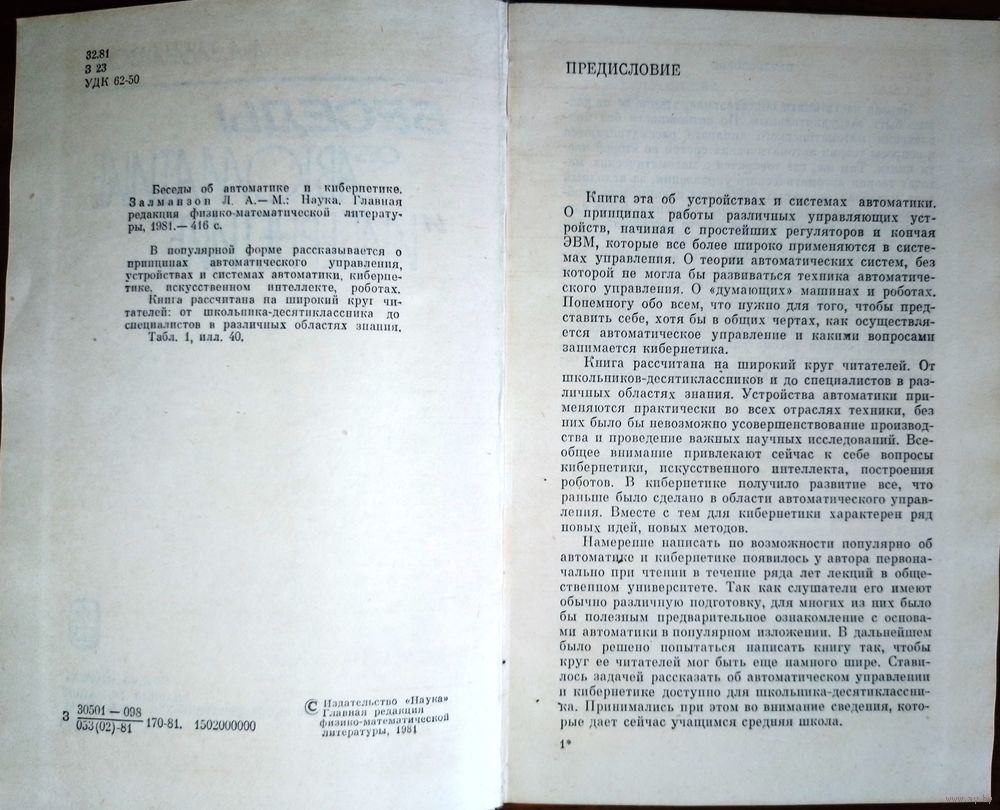 32.81
З 23
УДК 62-50
Беседы об автоматике и кибернетике.
Залманзон Л. А.— М.: Наука. Главная
редакция физико-математической литерату-
ры, 1981.— 416 с.
В популярной форме рассказывается о
принципах автоматического управления,
устройствах и системах автоматики, киберне-
тике, искусственном интеллекте, роботах.
Книга рассчитана на широкий круг чи-
тателей: от школьника-десятиклассника до
специалистов в различных областях знания.
Табл. 1, илл. 40.
З 30501 — 098
053(02)-81 170-81. 1502000000
© Издательство «Наука»
Главная редакция
физико-математической
литературы, 1981
ПРЕДИСЛОВИЕ
Книга эта об устройствах и системах автоматики.
О принципах работы различных управляющих уст-
ройств, начиная с простейших регуляторов и кончая
ЭВМ, которые все более широко применяются в систе-
мах управления. О теории автоматических систем, без
которой не могла бы развиваться техника автоматиче-
ского управления. О «думающих» машинах и роботах.
Понемногу обо всем, что нужно для того, чтобы пред-
ставить себе, хотя бы в общих чертах, как осуществля-
ется автоматическое управление и какими вопросами
занимается кибернетика.
Книга рассчитана на широкий круг читателей. От
школьников-десятиклассников и до специалистов в раз-
личных областях знания. Устройства автоматики при-
меняются практически во всех отраслях техники, без
них было бы невозможно усовершенствование производ-
ства и проведение важных научных исследований. Все-
общее внимание привлекают сейчас к себе вопросы
кибернетики, искусственного интеллекта, построения
роботов. В кибернетике получило развитие все, что
раньше было сделано в области автоматического управ-
ления. Вместе с тем для кибернетики характерен ряд
новых идей, новых методов.
Намерение написать по возможности популярно об
автоматике и кибернетике появилось у автора первона-
чально при чтении в течение ряда лет лекций в обще-
ственном университете. Так как слушатели его имеют
обычно различную подготовку, для многих из них было
бы полезным предварительное ознакомление с основа-
ми автоматики в популярном изложении. В дальнейшем
было решено попытаться написать книгу так, чтобы
круг ее читателей мог быть еще намного шире. Стави-
лось задачей рассказать об автоматическом управлении
и кибернетике доступно для школьника-десятиклассни-
ка. Принимались при этом во внимание сведения, кото-
рые дает сейчас учащимся средняя школа.
1*